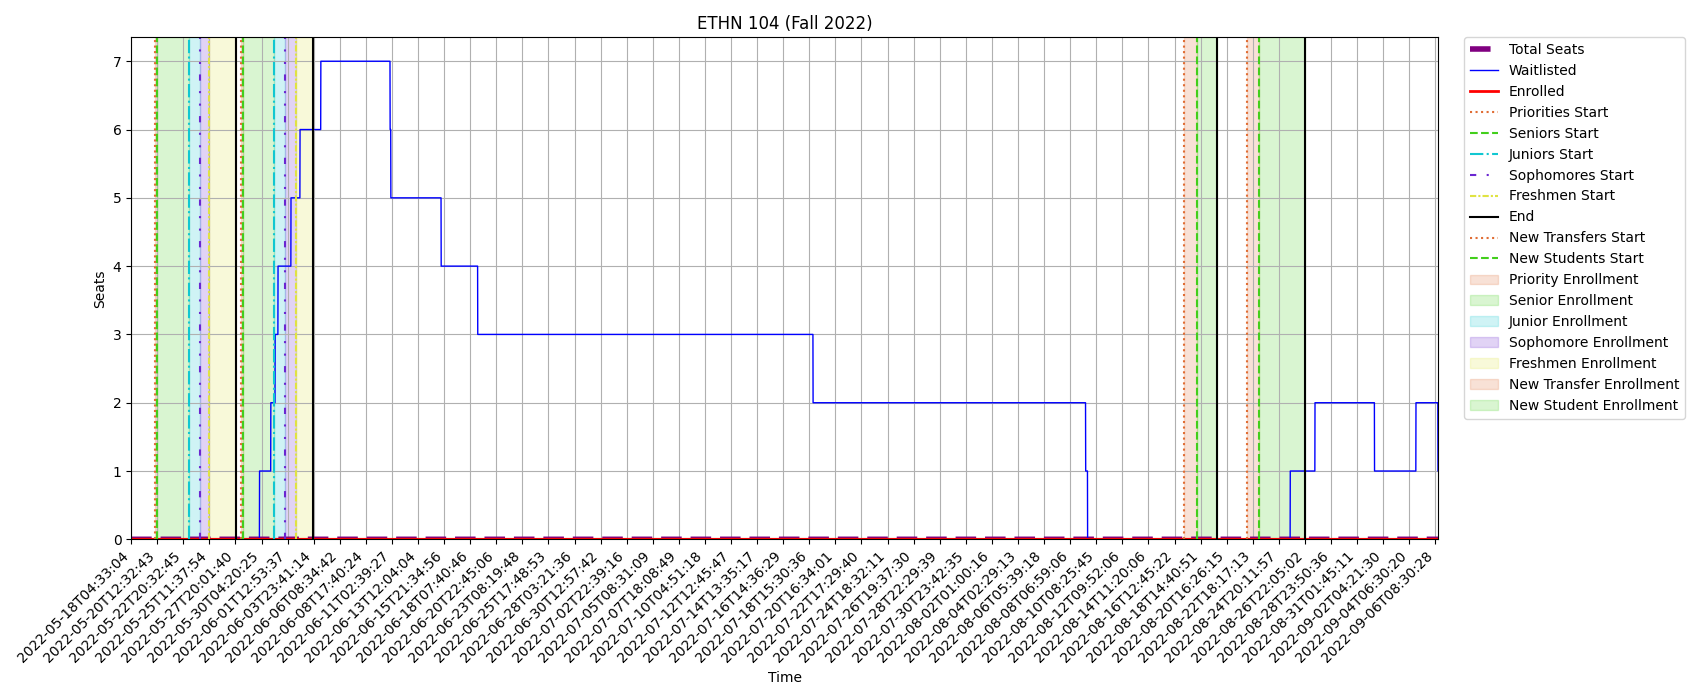 ETHN 104 (Fall 2022)
Seats
7
6
5
4
3
2
1
0
2022-05-18T04:33:04
2022-05-20T12:32:43
2022-05-22T20:32:45
2022-05-25T11:37:54
2022-05-27T20:01:40
2022-05-30T04:20:25
2022-06-01T12:53:37
2022-06-03T23:41:14
2022-06-06T08:34:42
2022-06-08T17:40:24
2022-06-11T02:39:27
2022-06-13T12:04:04
2022-06-15T21:34:56
2022-06-18T07:40:46
2022-06-20T22:45:06
2022-06-23T08:19:48
2022-06-25T17:48:53
2022-06-28T03:21:36
2022-06-30T12:57:42
2022-07-02T22:39:16
2022-07-05T08:31:09
2022-07-07T18:08:49
2022-07-10T04:51:18
2022-07-12T12:45:47
2022-07-14T13:35:17
2022-07-16T14:36:29
2022-07-18T15:30:36
2022-07-20T16:34:01
2022-07-22T17:29:40
2022-07-24T18:32:11
2022-07-26T19:37:30
2022-07-28T22:29:39
2022-07-30T23:42:35
2022-08-02T01:00:16
2022-08-04T02:29:13
2022-08-06T05:39:18
2022-08-08T06:59:06
2022-08-10T08:25:45
2022-08-12T09:52:06
2022-08-14T11:20:06
2022-08-16T12:45:22
2022-08-18T14:40:51
2022-08-20T16:26:15
2022-08-22T18:17:13
2022-08-24T20:11:57
2022-08-26T22:05:02
2022-08-28T23:50:36
2022-08-31T01:45:11
2022-09-02T04:21:30
2022-09-04T06:30:20
2022-09-06T08:30:28
Time
Total Seats
Waitlisted
Enrolled
Priorities Start
Seniors Start
Juniors Start
Sophomores Start
Freshmen Start
End
New Transfers Start
New Students Start
Priority Enrollment
Senior Enrollment
Junior Enrollment
Sophomore Enrollment
Freshmen Enrollment
New Transfer Enrollment
New Student Enrollment